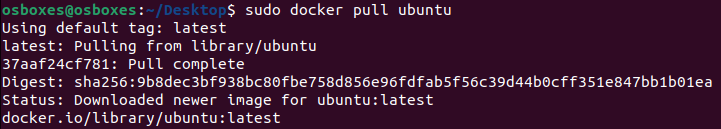 osboxes@osboxes:~/Desktop$ sudo docker pull ubuntu
Using default tag: latest
latest: Pulling from library/ubuntu
37aaf24cf781: Pull complete
Digest: sha256:9b8dec3bf938bc80fbe758d856e96fdfab5f56c39d44b0cff351e847bb1b01ea
Status: Downloaded newer image for ubuntu:latest
docker.io/library/ubuntu:latest